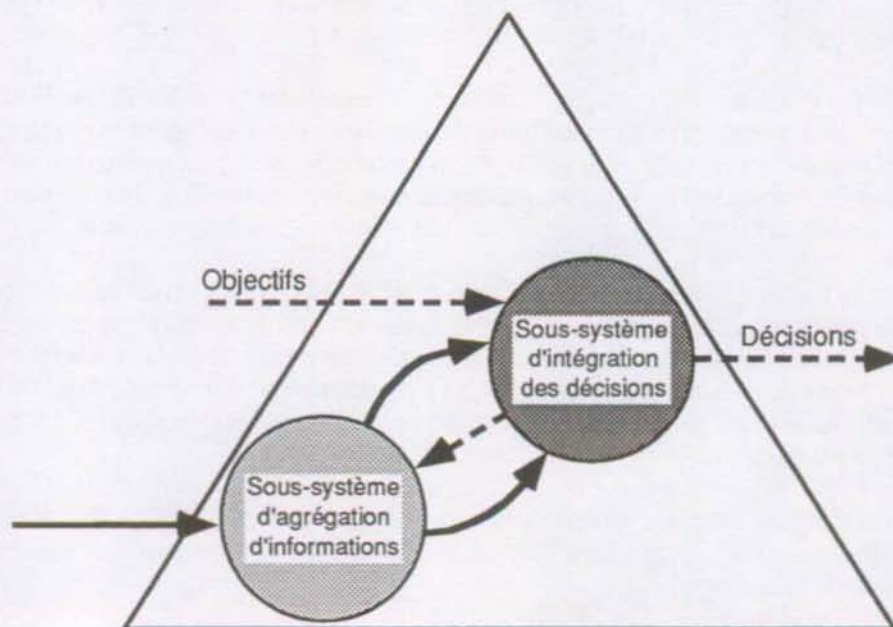 Objectifs
Sous-système
d'intégration
des décisions
Décisions
Sous-système
d'agrégation
d'informations